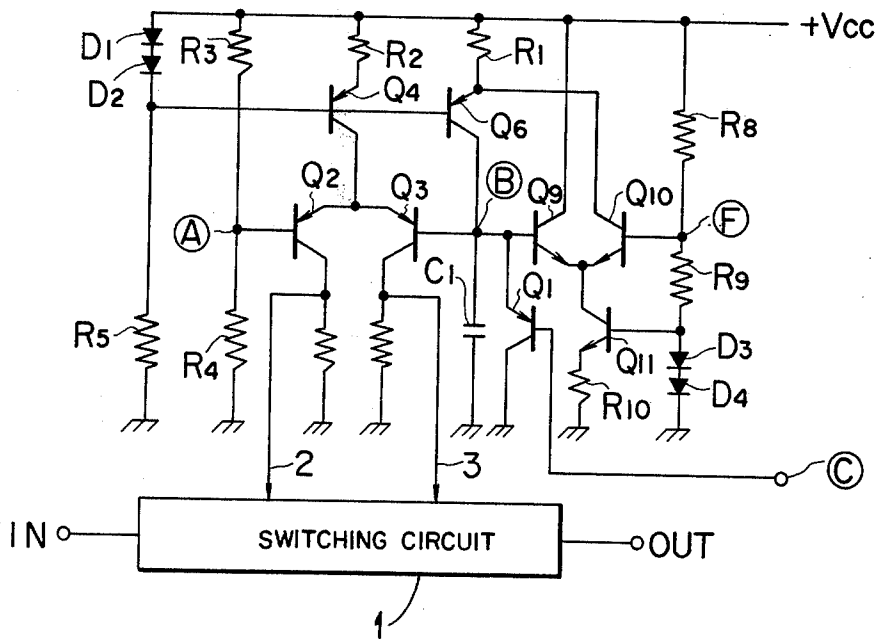 +Vcc
D1
R3
R2
R1
D2
Q4
Q6
R8
Q2
Q3
B
Q9
Q10
F
A
C1
Q1
R9
R5
R4
Q11
D3
R10
D4
2
3
C
IN
SWITCHING CIRCUIT
OUT
1